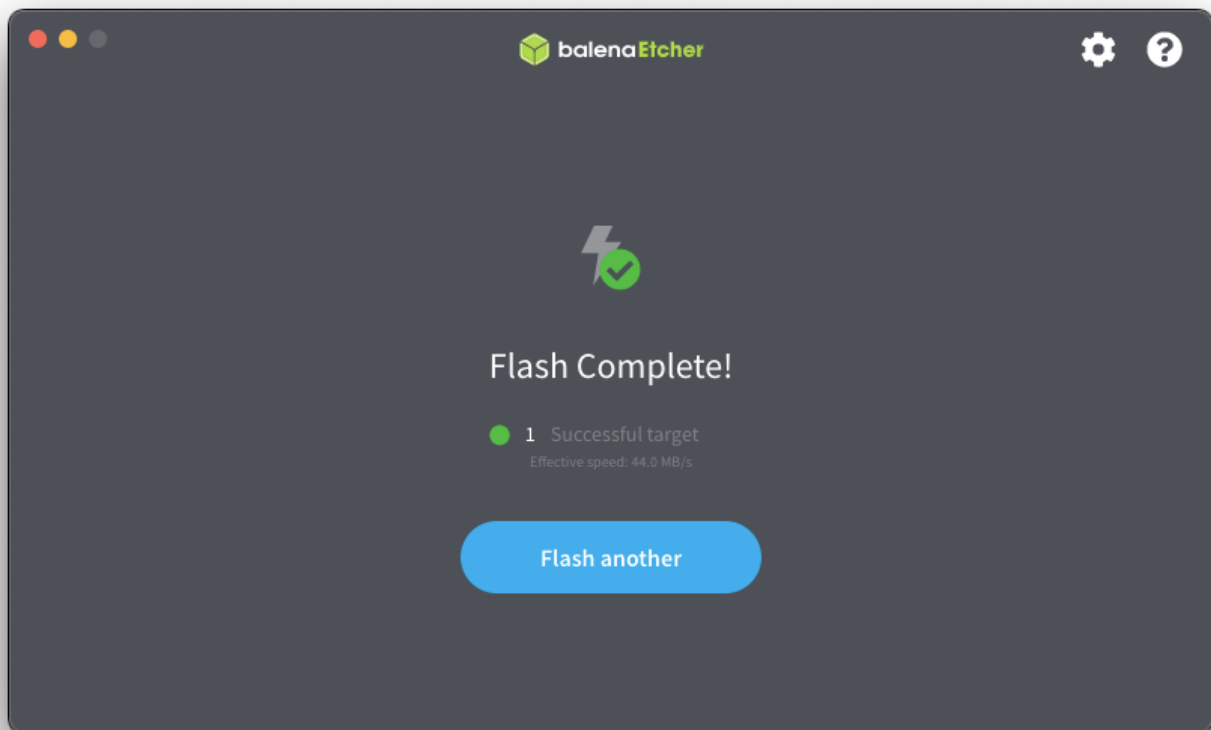 balenaEtcher
Flash Complete!
1 Successful target
Effective speed: 44.0 MB/s
Flash another